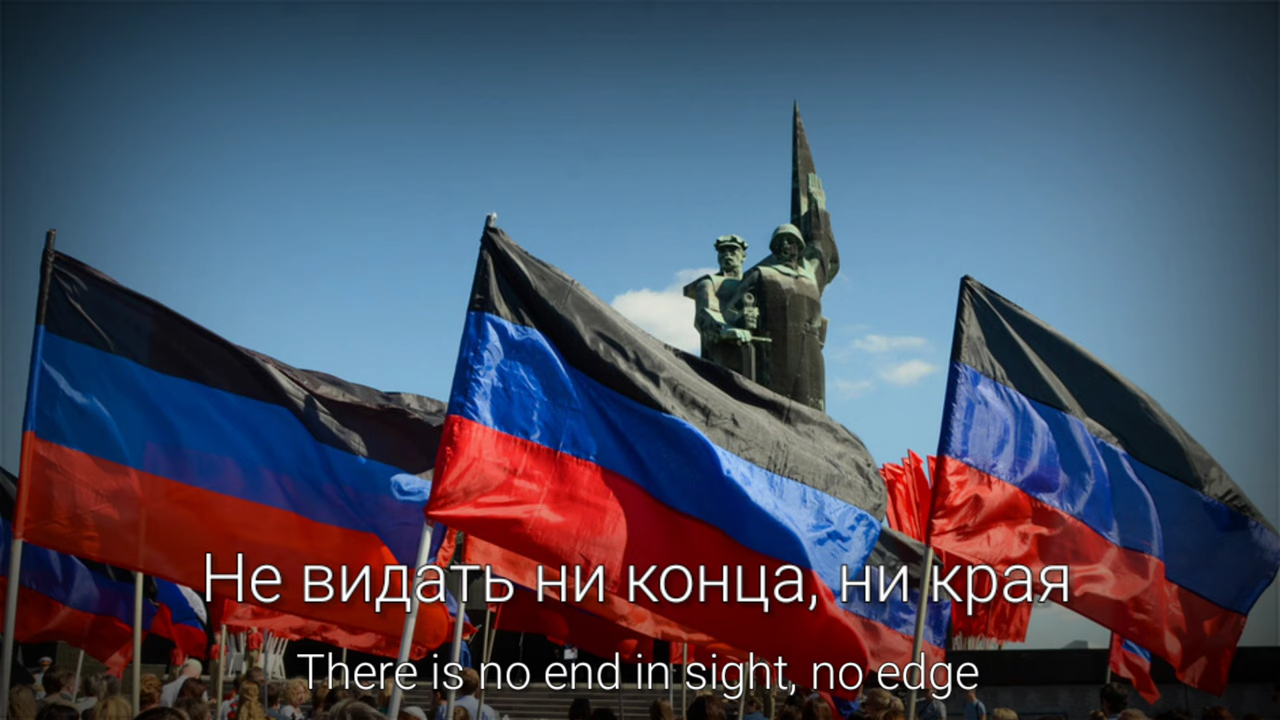 Не видать ни конца, ни края
There is no end in sight, no edge